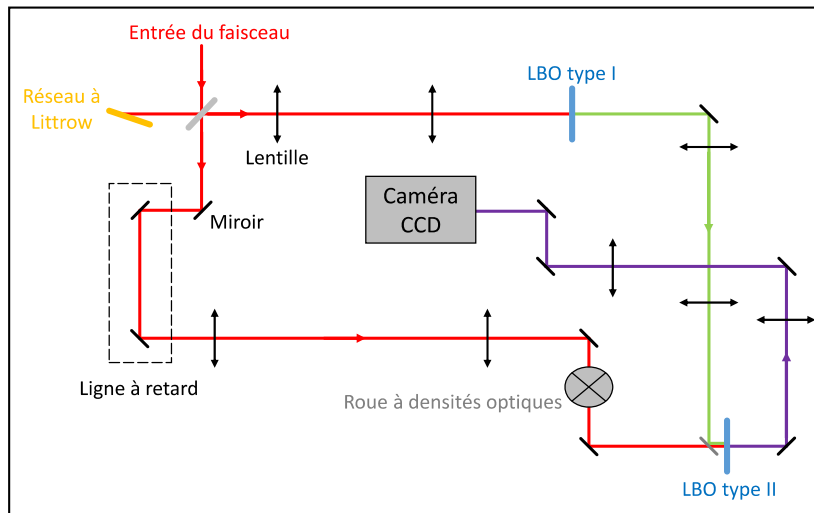 Entrée du faisceau
LBO type I
Réseau à
Littrow
Lentille
Caméra
CCD
Miroir
Ligne à retard
Roue à densités optiques
LBO type II